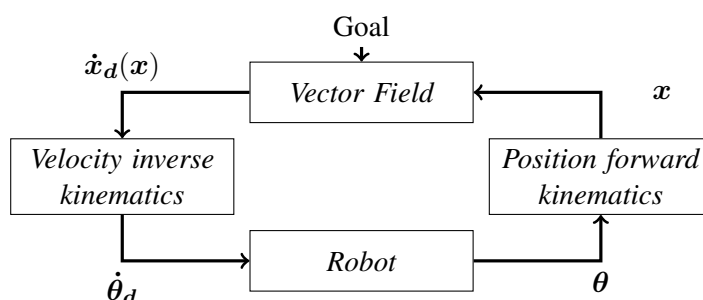 Goal
ẋ_d(x)
Vector Field
x
Velocity inverse
kinematics
Position forward
kinematics
Robot
θ̇_d
θ